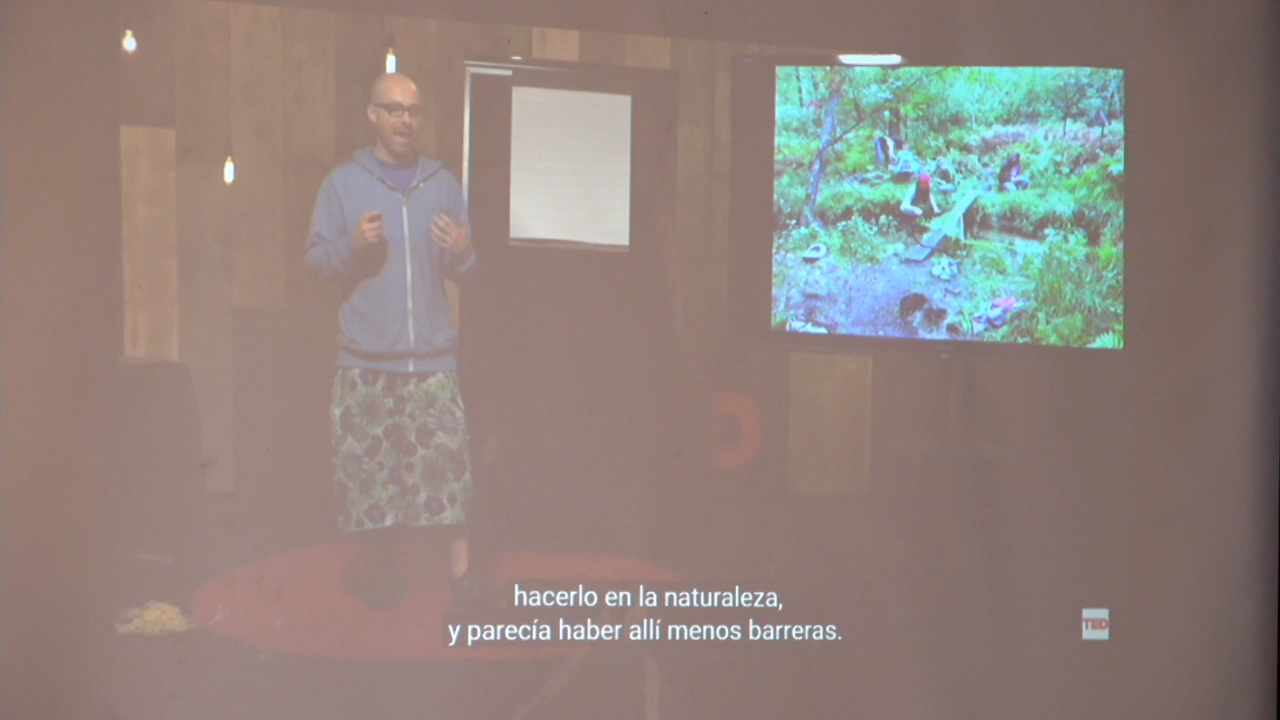 hacerlo en la naturaleza,
y parecía haber allí menos barreras.
TED